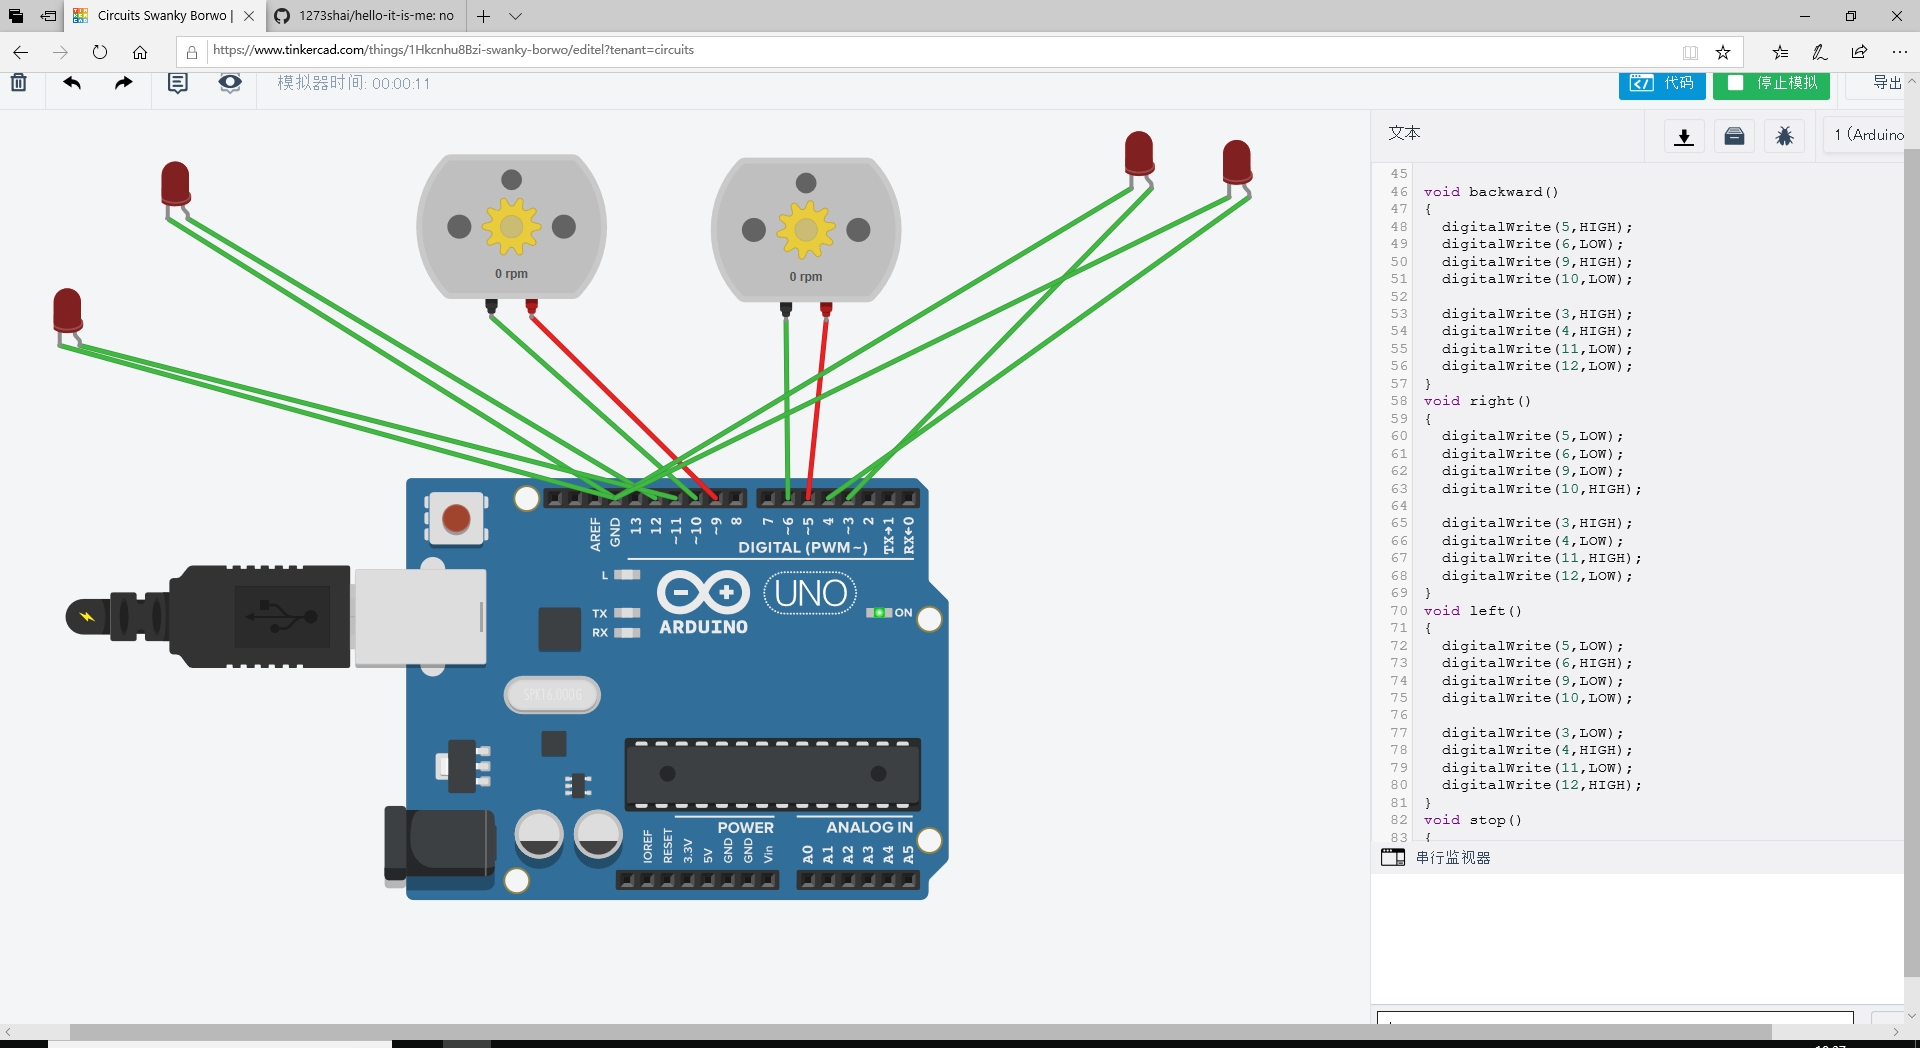 Circuits Swanky Borwo |
1273shai/hello-it-is-me: no
https://www.tinkercad.com/things/1Hkcnhu8Bzi-swanky-borwo/editel?tenant=circuits
模拟器时间: 00:00:11
代码
停止模拟
导出
文本
1 (Arduino
45
46 void backward()
47 {
48 digitalWrite(5,HIGH);
49 digitalWrite(6,LOW);
50 digitalWrite(9,HIGH);
51 digitalWrite(10,LOW);
52
53 digitalWrite(3,HIGH);
54 digitalWrite(4,HIGH);
55 digitalWrite(11,LOW);
56 digitalWrite(12,LOW);
57 }
58 void right()
59 {
60 digitalWrite(5,LOW);
61 digitalWrite(6,LOW);
62 digitalWrite(9,LOW);
63 digitalWrite(10,HIGH);
64
65 digitalWrite(3,HIGH);
66 digitalWrite(4,LOW);
67 digitalWrite(11,HIGH);
68 digitalWrite(12,LOW);
69 }
70 void left()
71 {
72 digitalWrite(5,LOW);
73 digitalWrite(6,HIGH);
74 digitalWrite(9,LOW);
75 digitalWrite(10,LOW);
76
77 digitalWrite(3,LOW);
78 digitalWrite(4,HIGH);
79 digitalWrite(11,LOW);
80 digitalWrite(12,HIGH);
81 }
82 void stop()
83 {
串行监视器
0 rpm
0 rpm
AREF
GND
13
12
~11
~10
~9
8
7
~6
~5
4
~3
2
TX→1
RX←0
DIGITAL (PWM~)
L
TX
RX
UNO
ON
ARDUINO
SPK16.000G
POWER
ANALOG IN
IOREF
RESET
3.3V
5V
GND
GND
Vin
A0
A1
A2
A3
A4
A5